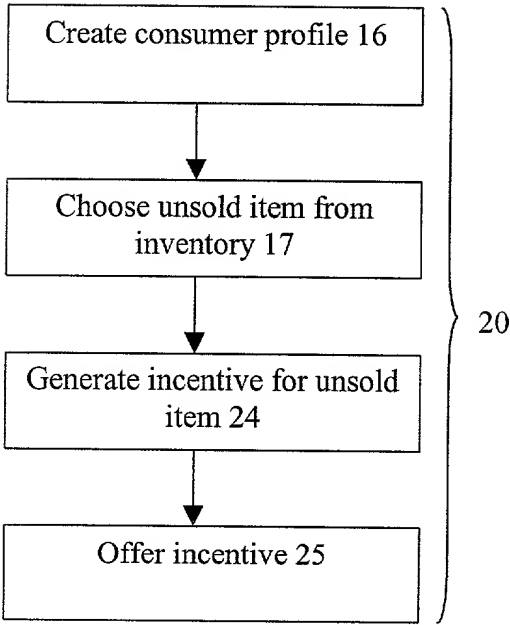 Create consumer profile 16
Choose unsold item from
inventory 17
20
Generate incentive for unsold
item 24
Offer incentive 25